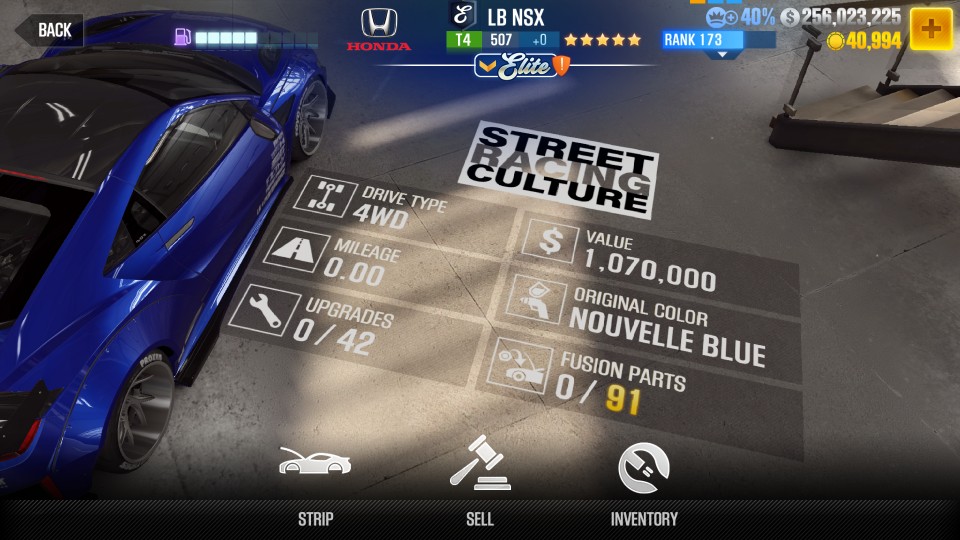 BACK
HONDA
LB NSX
T4 507 +0
Elite
RANK 173
40%
$ 256,023,225
40,994
STREET
RACING
CULTURE
DRIVE TYPE
4WD
MILEAGE
0.00
UPGRADES
0 / 42
VALUE
1,070,000
ORIGINAL COLOR
NOUVELLE BLUE
FUSION PARTS
0 / 91
PROXES
STRIP
SELL
INVENTORY